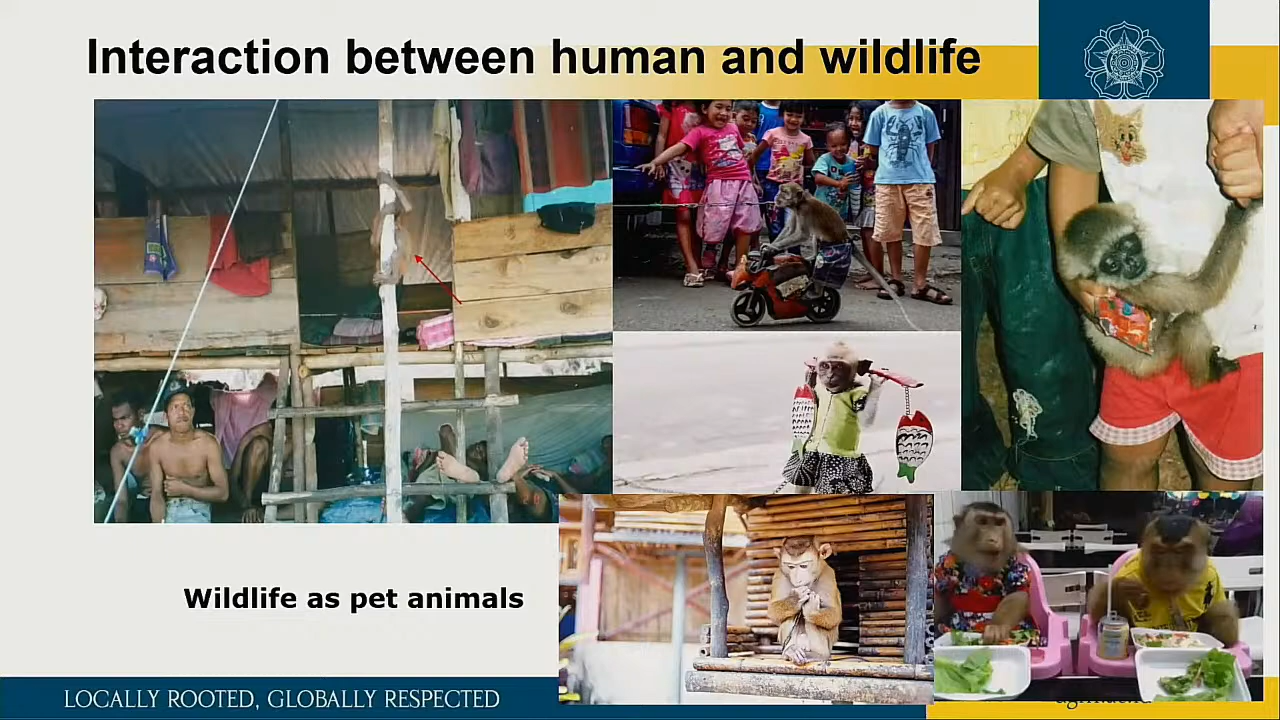 Interaction between human and wildlife
Wildlife as pet animals
LOCALLY ROOTED, GLOBALLY RESPECTED